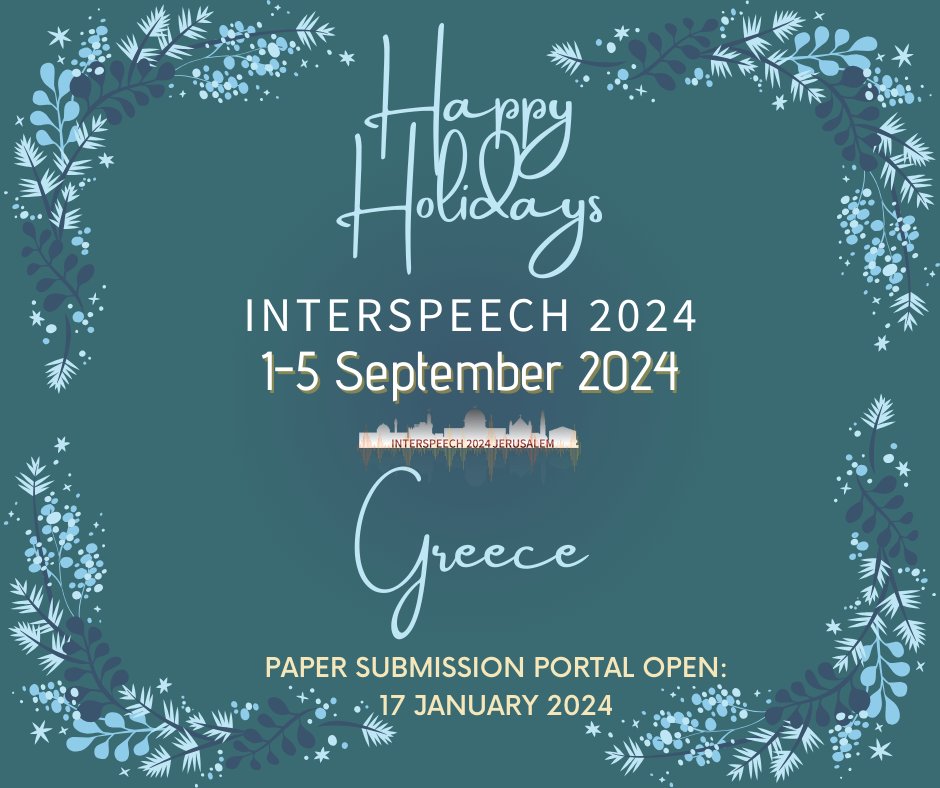 Happy
Holidays
INTERSPEECH 2024
1-5 September 2024
INTERSPEECH 2024 JERUSALEM
Greece
PAPER SUBMISSION PORTAL OPEN:
17 JANUARY 2024